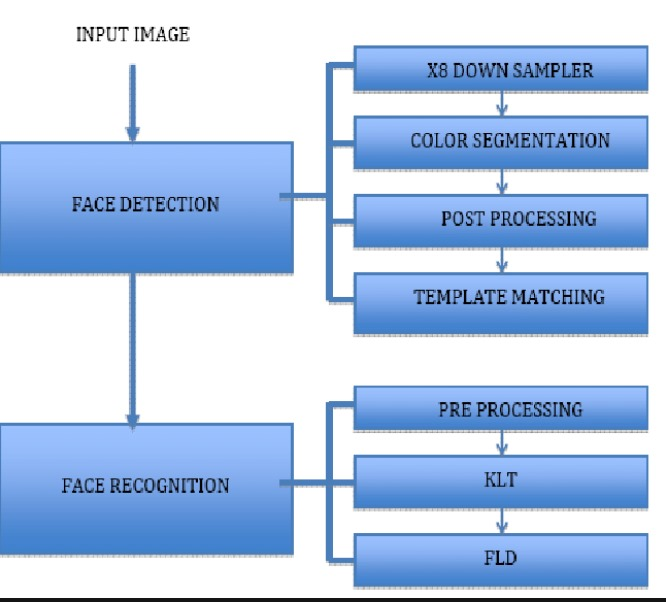 INPUT IMAGE
FACE DETECTION
X8 DOWN SAMPLER
COLOR SEGMENTATION
POST PROCESSING
TEMPLATE MATCHING
FACE RECOGNITION
PRE PROCESSING
KLT
FLD